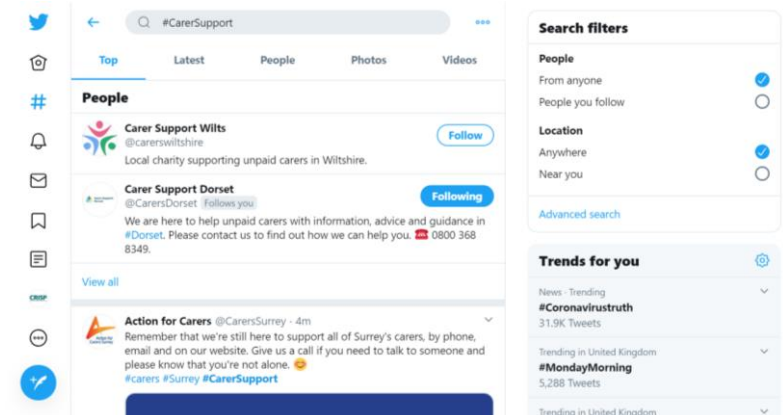 #CarerSupport
Top Latest People Photos Videos
People
Carer Support Wilts
@carerswiltshire
Follow
Local charity supporting unpaid carers in Wiltshire.
Carer Support Dorset
@CarersDorset Follows you
Following
We are here to help unpaid carers with information, advice and guidance in
#Dorset. Please contact us to find out how we can help you. ☎️ 0800 368
8349.
View all
Action for Carers @CarersSurrey · 4m
Remember that we're still here to support all of Surrey's carers, by phone,
email and on our website. Give us a call if you need to talk to someone and
please know that you're not alone. 😊
#carers #Surrey #CarerSupport
CRISP
Search filters
People
From anyone
People you follow
Location
Anywhere
Near you
Advanced search
Trends for you
News · Trending
#Coronavirustruth
31.9K Tweets
Trending in United Kingdom
#MondayMorning
5,288 Tweets
Trending in United Kingdom